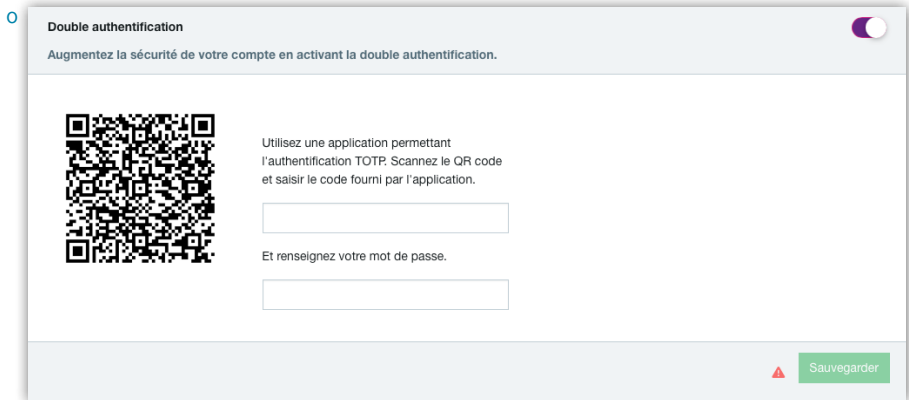 o
Double authentification
Augmentez la sécurité de votre compte en activant la double authentification.
Utilisez une application permettant
l'authentification TOTP. Scannez le QR code
et saisir le code fourni par l'application.
Et renseignez votre mot de passe.
Sauvegarder